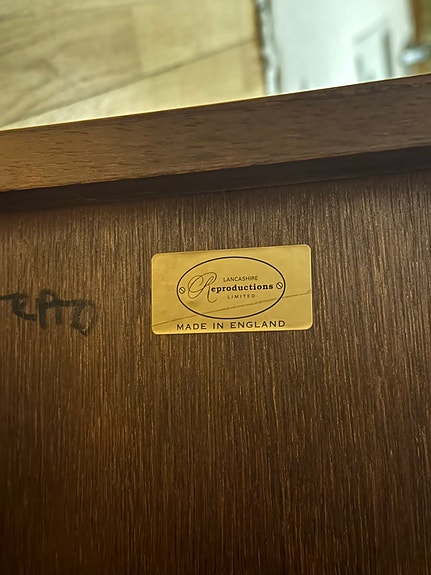 LANCASHIRE
Reproductions
LIMITED
MADE IN ENGLAND